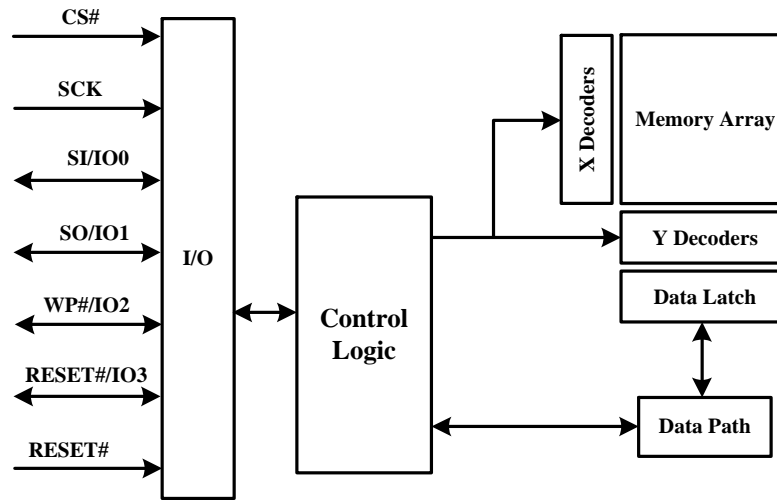 CS#
SCK
SI/IO0
SO/IO1
WP#/IO2
RESET#/IO3
RESET#
I/O
Control
Logic
X Decoders
Memory Array
Y Decoders
Data Latch
Data Path